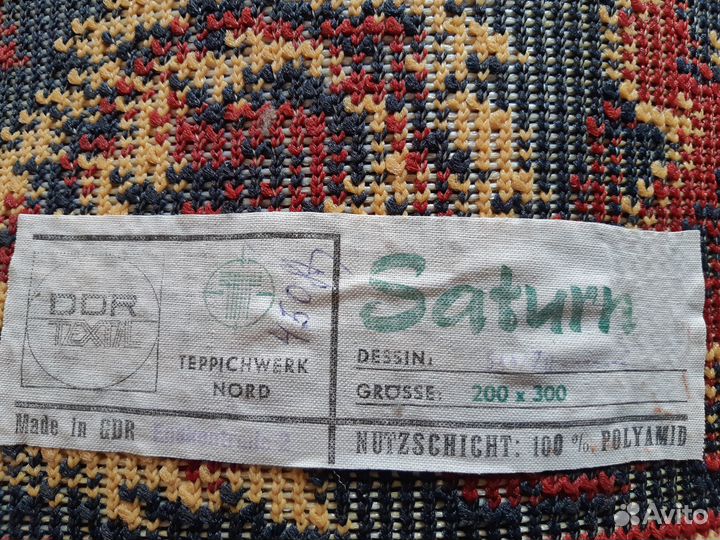 DDR
TEXTIL
TEPPICHWERK
NORD
Made in GDR
Saturn
DESSIN:
GRÖSSE: 200 x 300
NUTZSCHICHT: 100 % POLYAMID
Avito